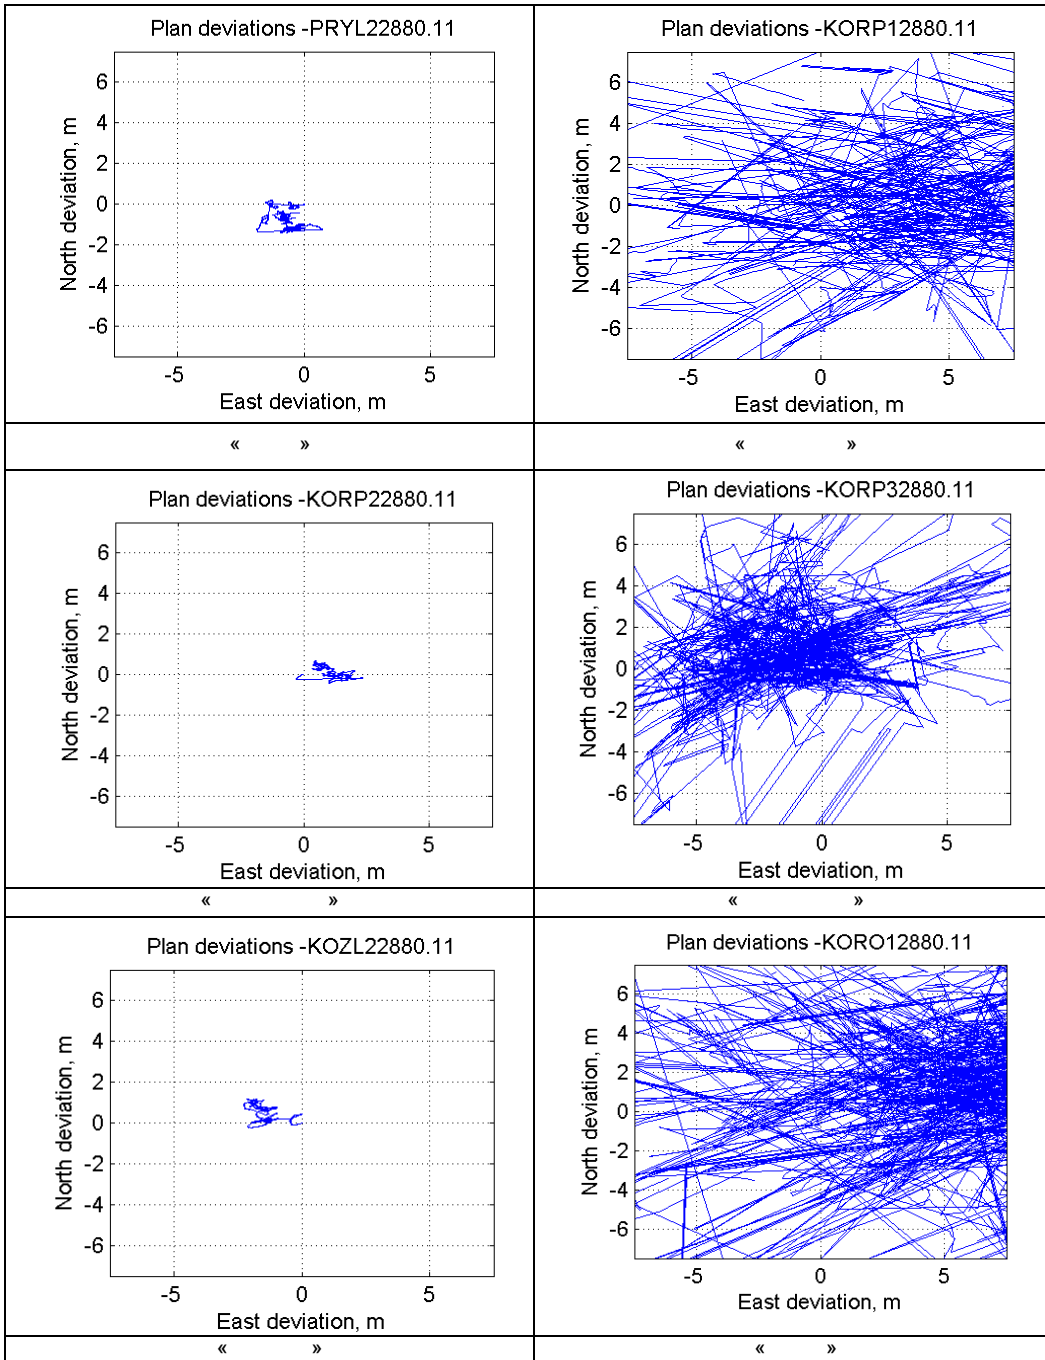 Plan deviations -PRYL22880.11
North deviation, m
6
4
2
0
-2
-4
-6
-5 0 5
East deviation, m
« »
Plan deviations -KORP12880.11
North deviation, m
6
4
2
0
-2
-4
-6
-5 0 5
East deviation, m
« »
Plan deviations -KORP22880.11
North deviation, m
6
4
2
0
-2
-4
-6
-5 0 5
East deviation, m
« »
Plan deviations -KORP32880.11
North deviation, m
6
4
2
0
-2
-4
-6
-5 0 5
East deviation, m
« »
Plan deviations -KOZL22880.11
North deviation, m
6
4
2
0
-2
-4
-6
-5 0 5
East deviation, m
« »
Plan deviations -KORO12880.11
North deviation, m
6
4
2
0
-2
-4
-6
-5 0 5
East deviation, m
« »